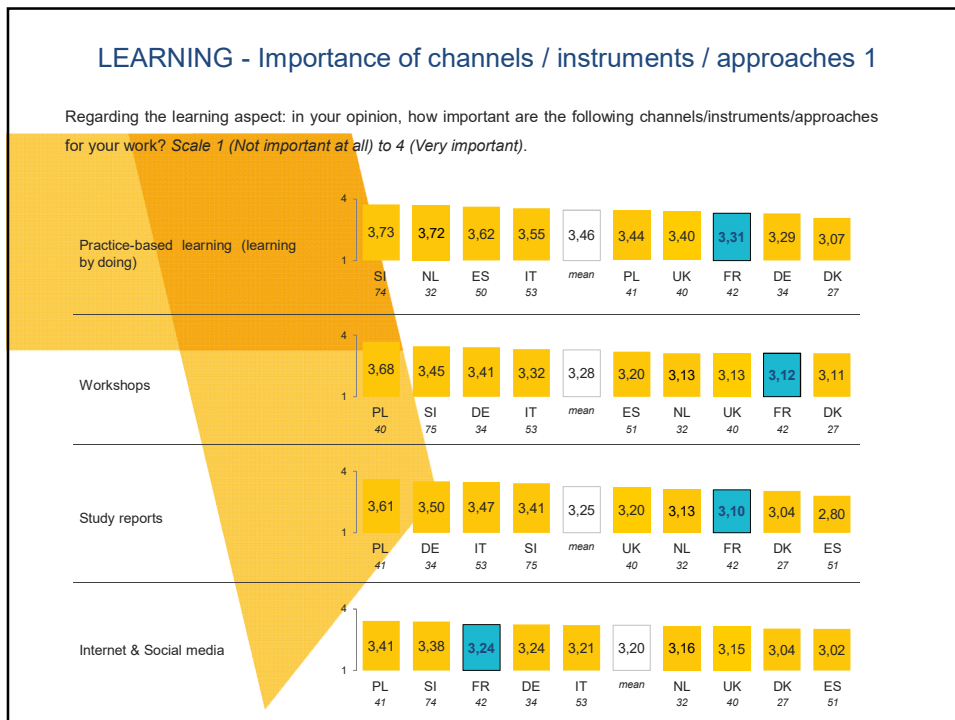 LEARNING - Importance of channels / instruments / approaches 1
Regarding the learning aspect: in your opinion, how important are the following channels/instruments/approaches
for your work? Scale 1 (Not important at all) to 4 (Very important).
Practice-based learning (learning
by doing)
4
1
3,73 3,72 3,62 3,55 3,46 3,44 3,40 3,31 3,29 3,07
SI NL ES IT mean PL UK FR DE DK
74 32 50 53 41 40 42 34 27
Workshops
4
1
3,68 3,45 3,41 3,32 3,28 3,20 3,13 3,13 3,12 3,11
PL SI DE IT mean ES NL UK FR DK
40 75 34 53 51 32 40 42 27
Study reports
4
1
3,61 3,50 3,47 3,41 3,25 3,20 3,13 3,10 3,04 2,80
PL DE IT SI mean UK NL FR DK ES
41 34 53 75 40 32 42 27 51
Internet & Social media
4
1
3,41 3,38 3,24 3,24 3,21 3,20 3,16 3,15 3,04 3,02
PL SI FR DE IT mean NL UK DK ES
41 74 42 34 53 32 40 27 51